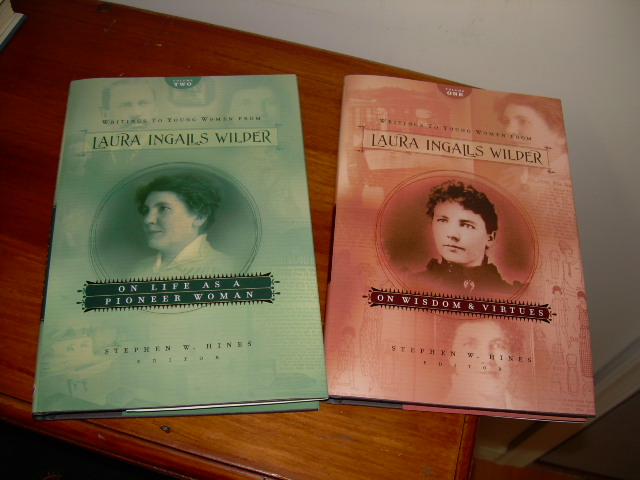 VOLUME
TWO
WRITINGS TO YOUNG WOMEN FROM
LAURA INGALLS WILDER
ON LIFE AS A
PIONEER WOMAN
STEPHEN W. HINES
EDITOR
VOLUME
ONE
WRITINGS TO YOUNG WOMEN FROM
LAURA INGALLS WILDER
ON WISDOM & VIRTUES
STEPHEN W. HINES
EDITOR